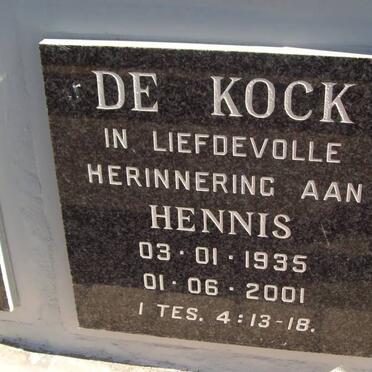 DE KOCK
IN LIEFDEVOLLE
HERINNERING AAN
HENNIS
03·01·1935
01·06·2001
I TES. 4:13-18.